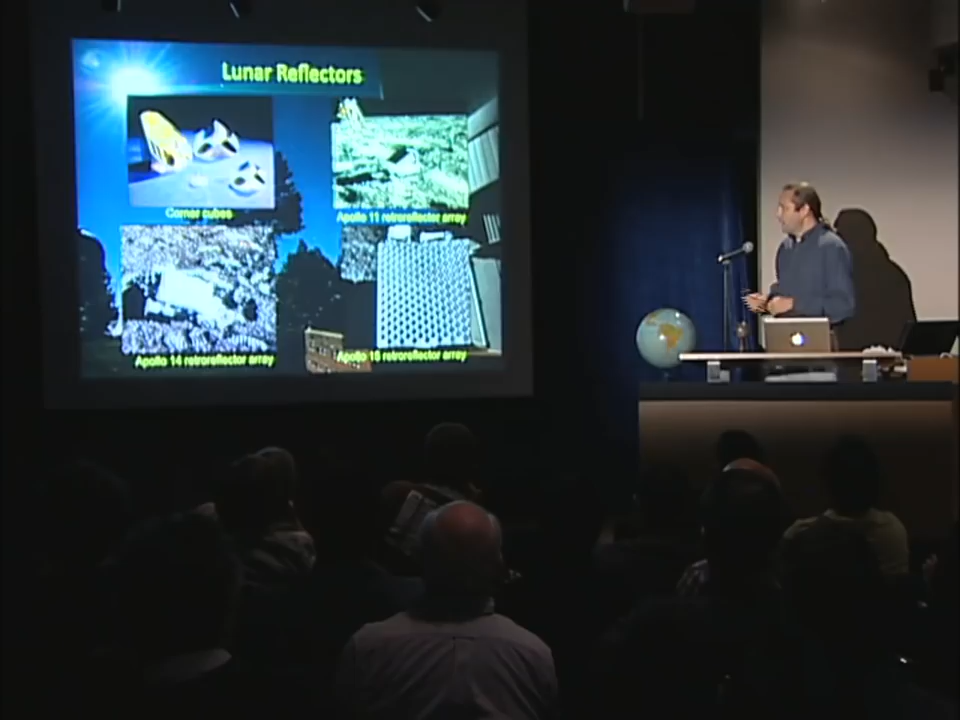 Lunar Reflectors
Corner cubes
Apollo 11 retroreflector array
Apollo 14 retroreflector array
Apollo 15 retroreflector array